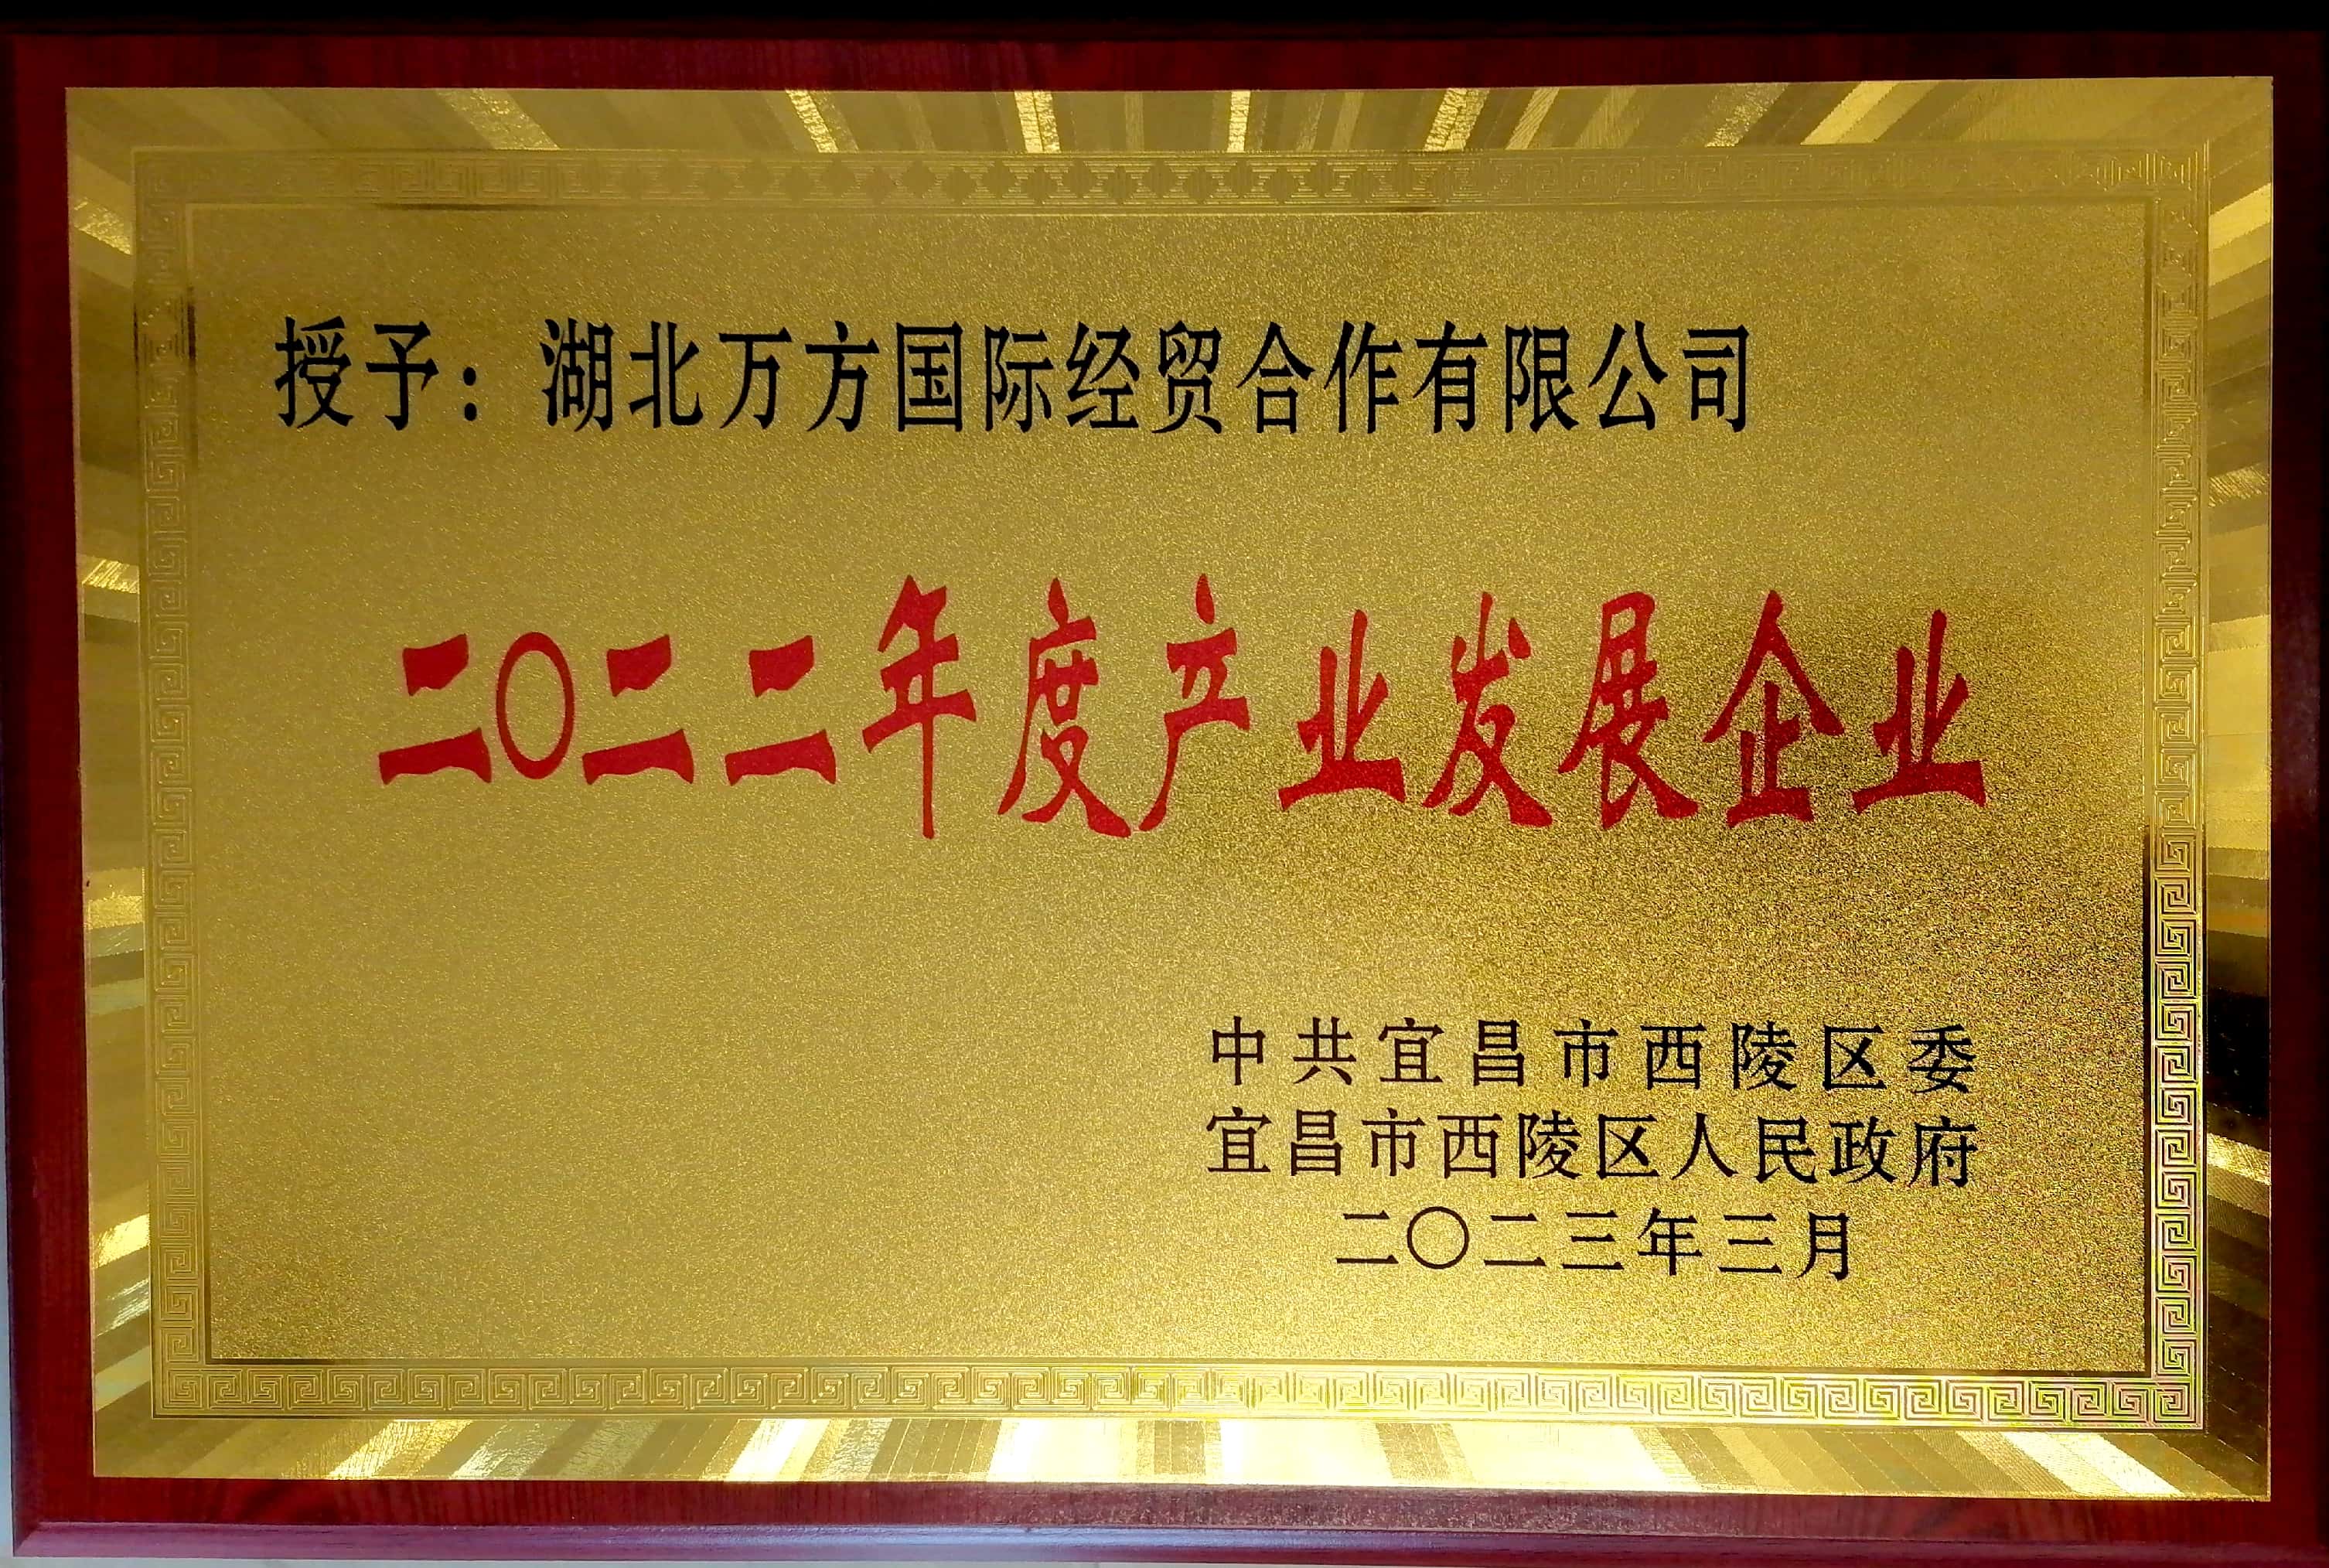 授予：湖北万方国际经贸合作有限公司
二〇二二年度产业发展企业
中共宜昌市西陵区委
宜昌市西陵区人民政府
二〇二三年三月